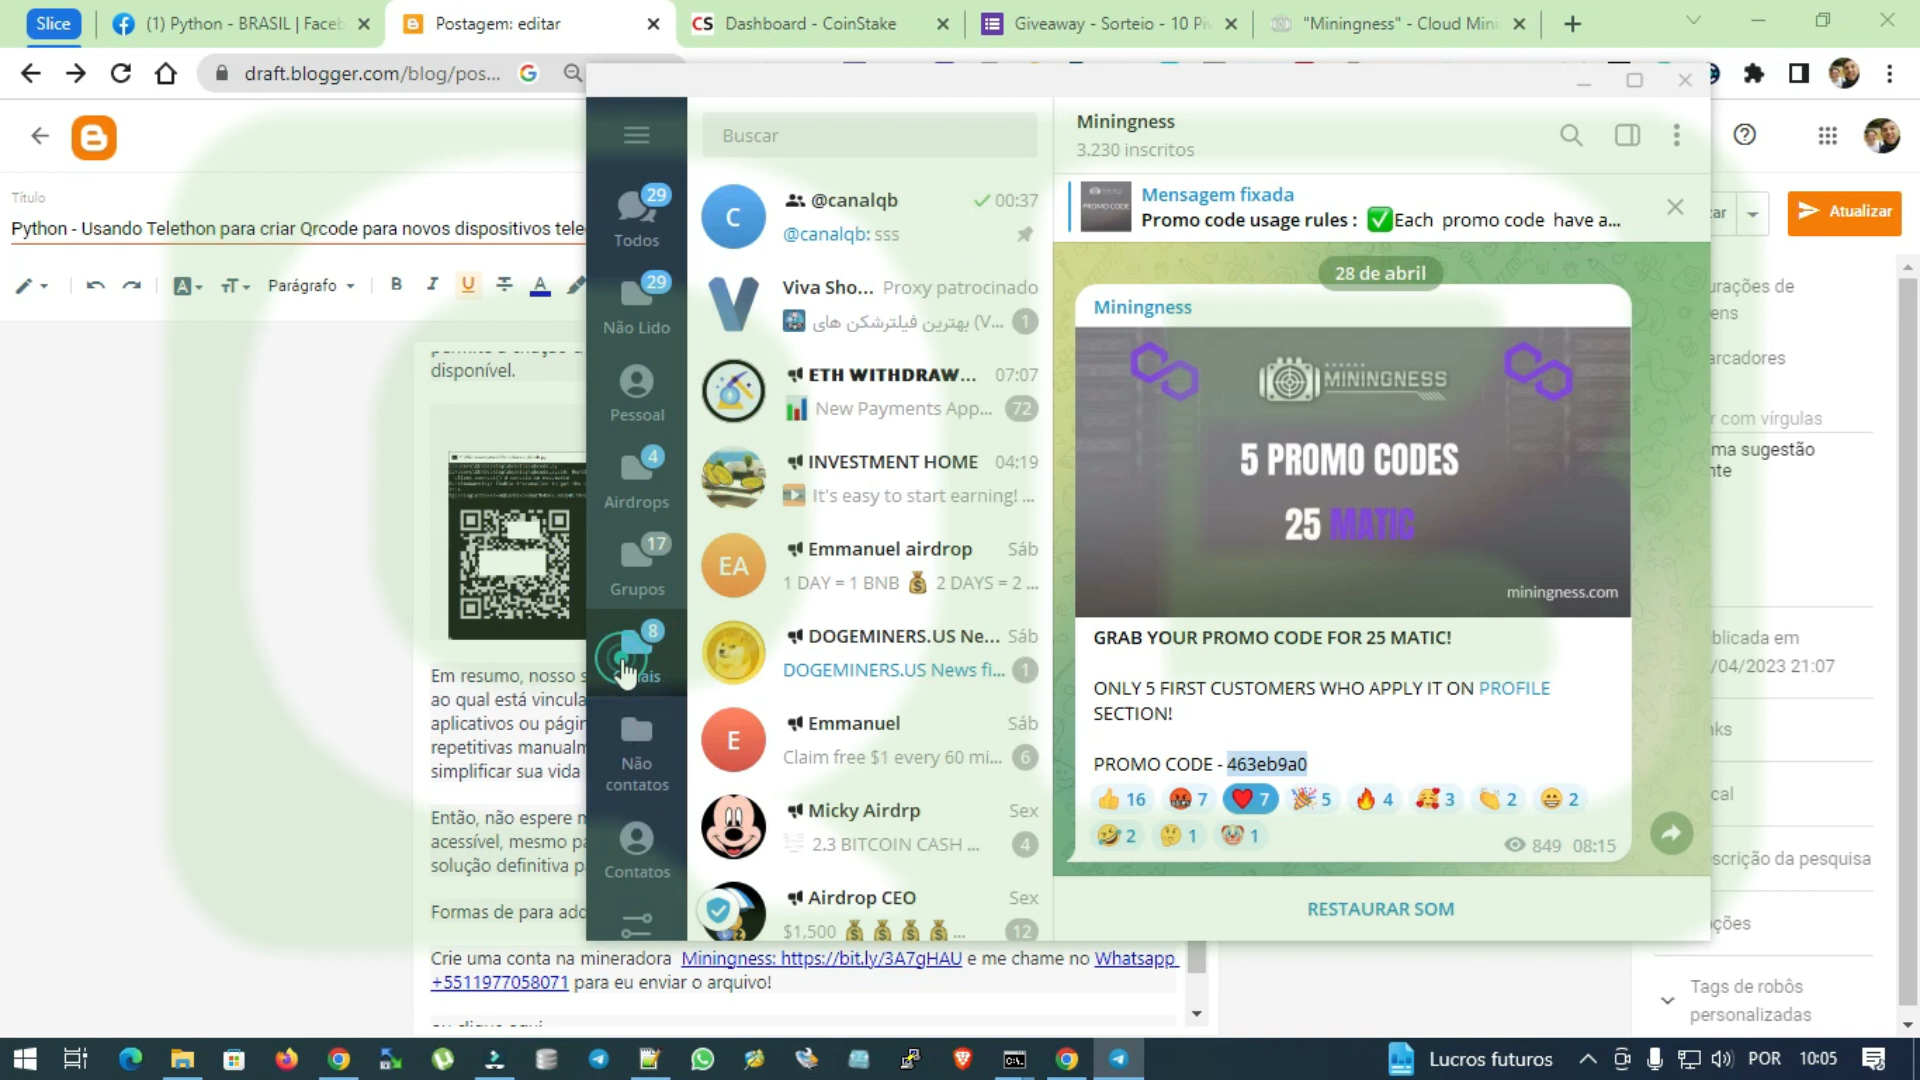 Slice
(1) Python - BRASIL | Faceb
Postagem: editar
CS Dashboard - CoinStake
Giveaway - Sorteio - 10 Pi
"Miningness" - Cloud Mini
draft.blogger.com/blog/pos...
Título
Python - Usando Telethon para criar Qrcode para novos dispositivos tele
Parágrafo
B I U A
disponível.
Em resumo, nosso s
ao qual está vincula
aplicativos ou págin
repetitivas manualm
simplificar sua vida
Então, não espere m
acessível, mesmo pa
solução definitiva p
Formas de para ado
Crie uma conta na mineradora Miningness: https://bit.ly/3A7gHAU e me chame no Whatsapp
+5511977058071 para eu enviar o arquivo!
29
Todos
29
Não Lido
Pessoal
4
Airdrops
17
Grupos
8
Não
contatos
Contatos
Buscar
C
@canalqb 00:37
@canalqb: sss
Viva Sho... Proxy patrocinado
بهترین فیلترشکن های (V... 1
ETH WITHDRAW... 07:07
New Payments App... 72
INVESTMENT HOME 04:19
It's easy to start earning! ...
EA
Emmanuel airdrop Sáb
1 DAY = 1 BNB 💰 2 DAYS = 2 ...
DOGEMINERS.US Ne... Sáb
DOGEMINERS.US News fi... 1
E
Emmanuel Sáb
Claim free $1 every 60 mi... 6
Micky Airdrp Sex
2.3 BITCOIN CASH ... 4
Airdrop CEO Sex
$1,500 💰 💰 💰 💰 ... 12
Miningness
3.230 inscritos
Mensagem fixada
Promo code usage rules : ✅Each promo code have a...
28 de abril
Miningness
MININGNESS
5 PROMO CODES
25 MATIC
miningness.com
GRAB YOUR PROMO CODE FOR 25 MATIC!
ONLY 5 FIRST CUSTOMERS WHO APPLY IT ON PROFILE
SECTION!
PROMO CODE - 463eb9a0
👍 16 🤬 7 ❤ 7 🎉 5 🔥 4 🥰 3 👏 2 😁 2
🤣 2 🤔 1 🤡 1
849 08:15
RESTAURAR SOM
Atualizar
urações de
ens
arcadores
r com vírgulas
ma sugestão
nte
blicada em
/04/2023 21:07
nks
cal
scrição da pesquisa
ções
Tags de robôs
personalizadas
Lucros futuros
POR
10:05